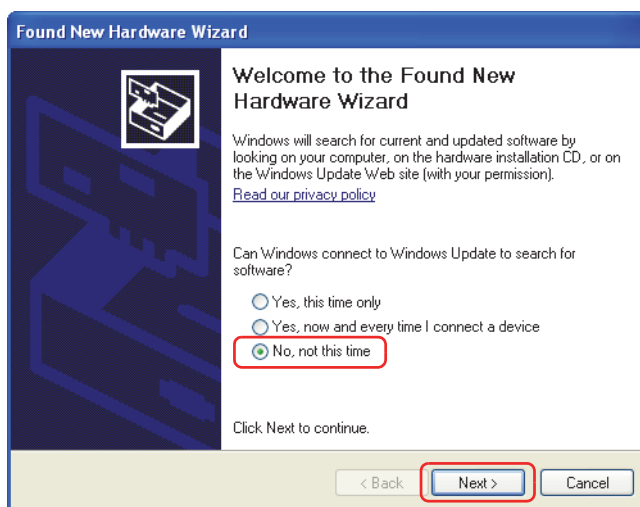 Found New Hardware Wizard
Welcome to the Found New
Hardware Wizard
Windows will search for current and updated software by
looking on your computer, on the hardware installation CD, or on
the Windows Update Web site (with your permission).
Read our privacy policy
Can Windows connect to Windows Update to search for
software?
Yes, this time only
Yes, now and every time I connect a device
No, not this time
Click Next to continue.
< Back Next > Cancel